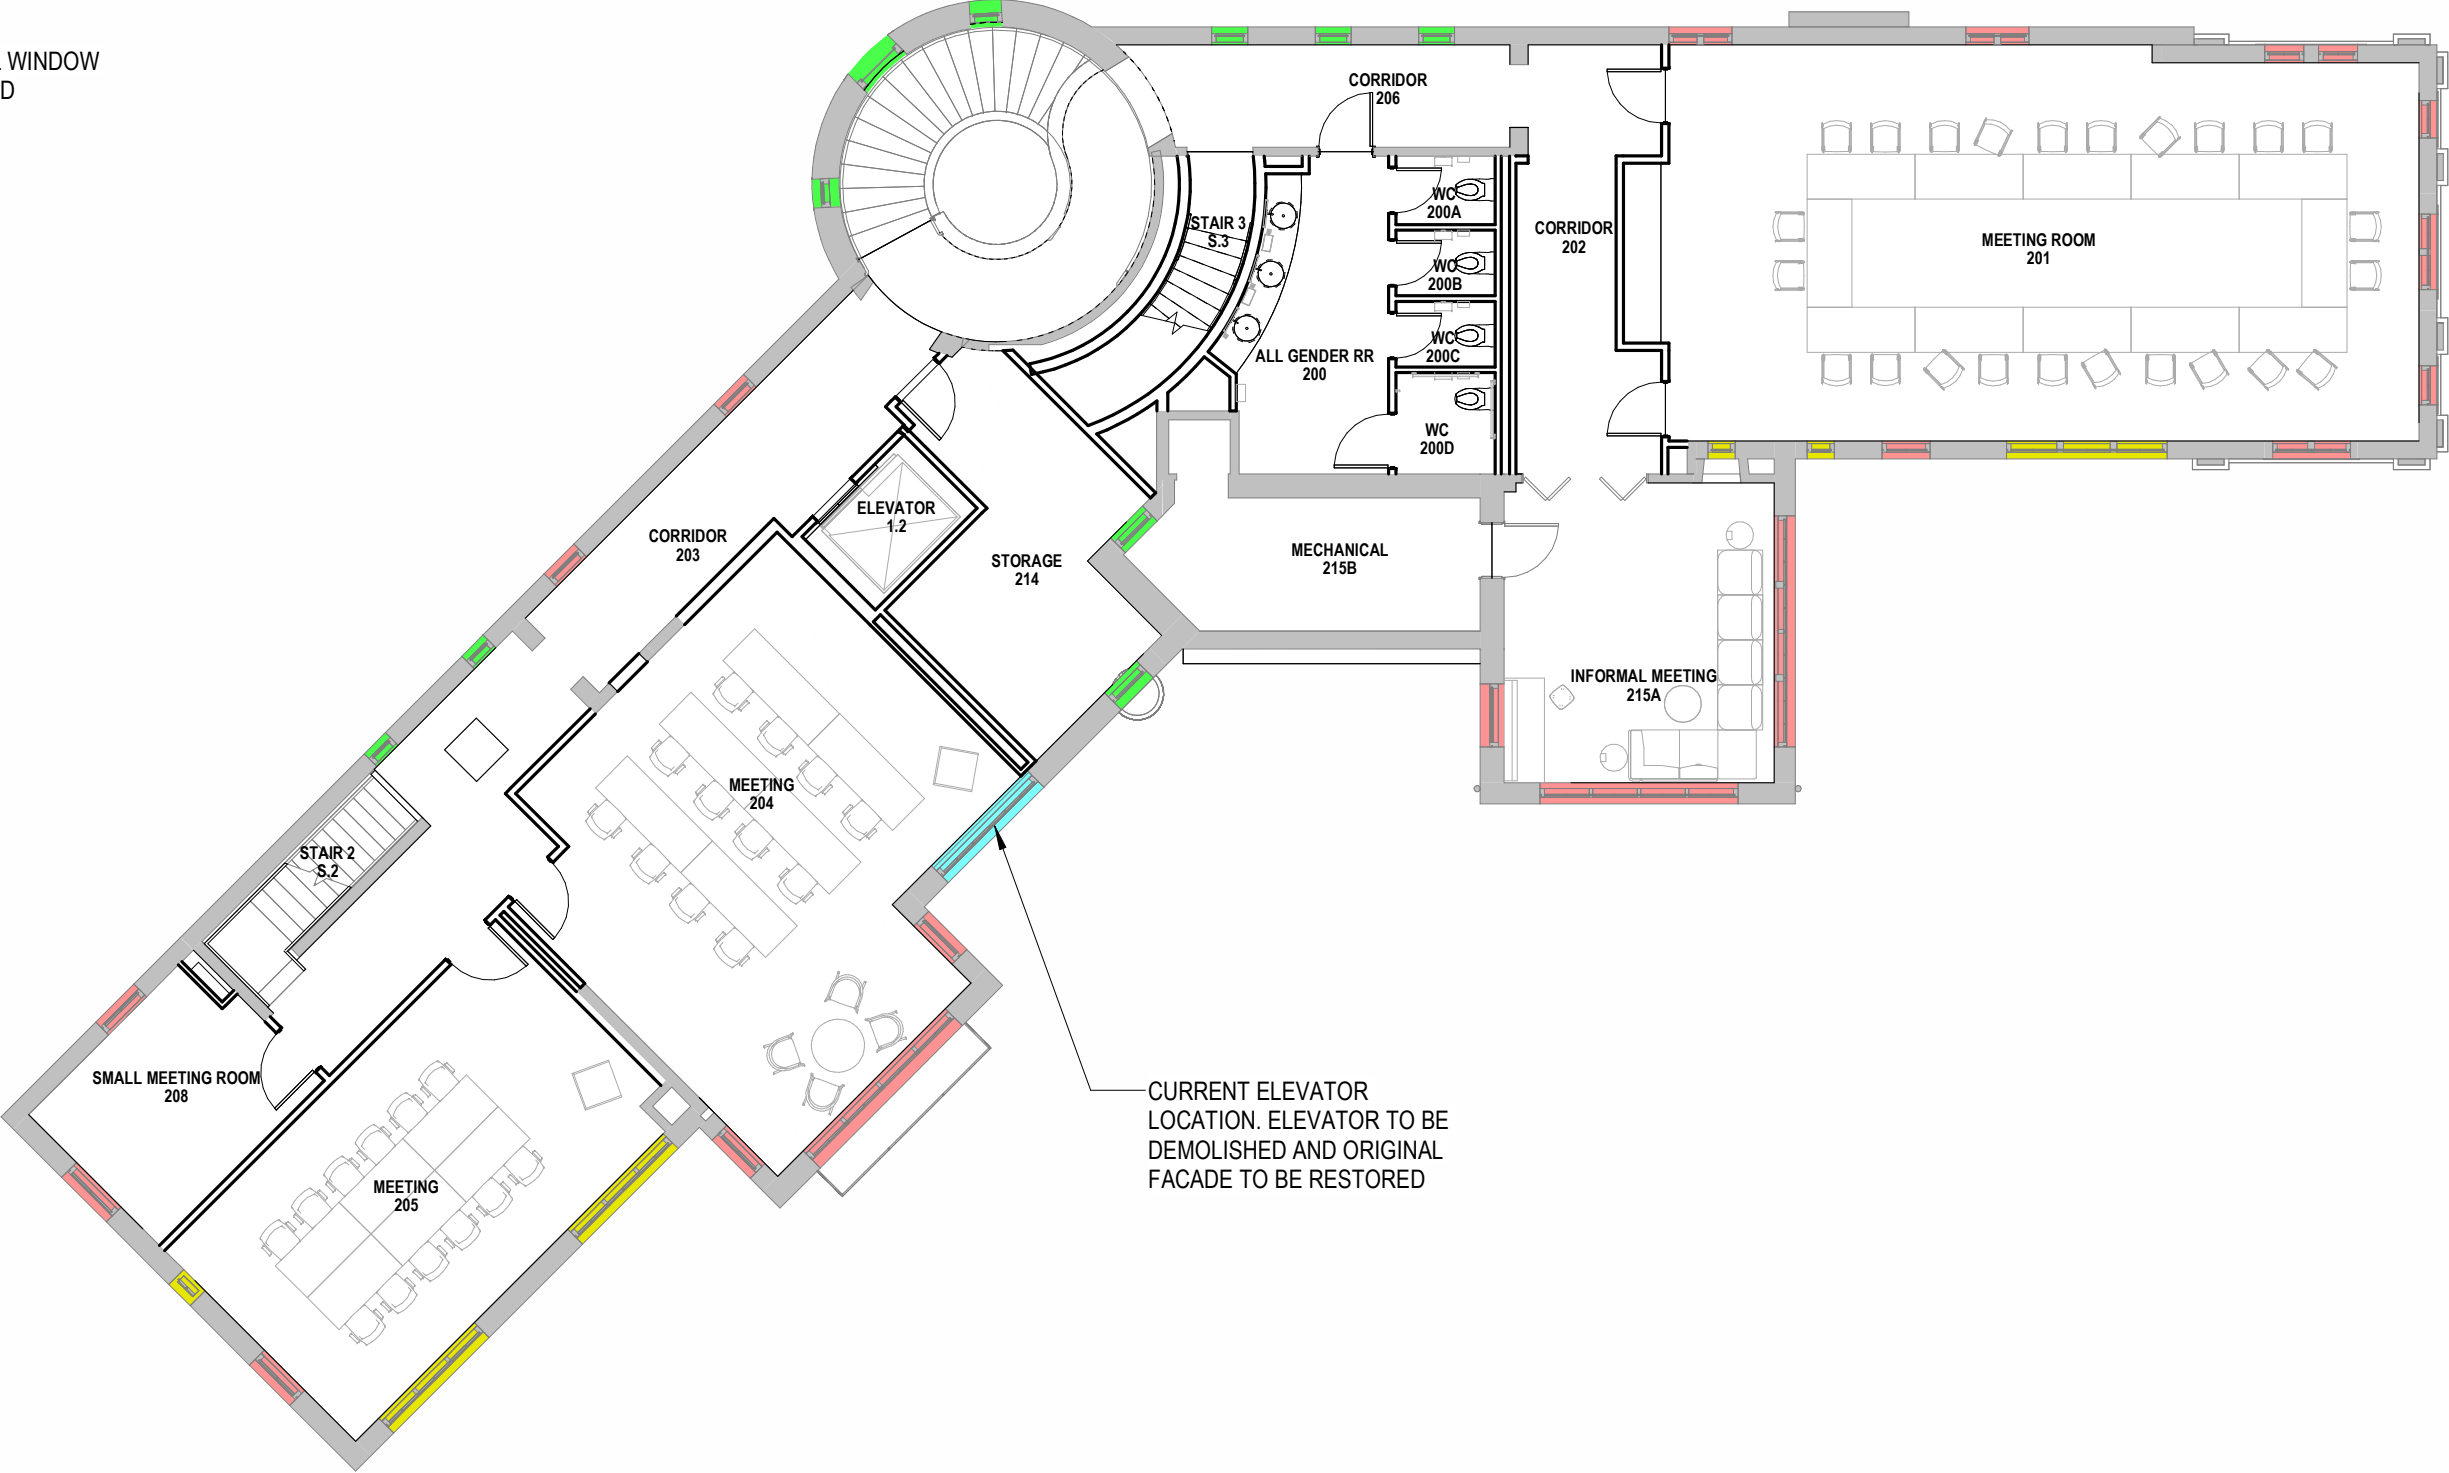 WINDOW
D
CORRIDOR
206
WC
200A
STAIR 3
S.3
CORRIDOR
202
MEETING ROOM
201
WC
200B
WC
200C
ALL GENDER RR
200
WC
200D
ELEVATOR
1.2
CORRIDOR
203
STORAGE
214
MECHANICAL
215B
INFORMAL MEETING
215A
MEETING
204
STAIR 2
S.2
SMALL MEETING ROOM
208
MEETING
205
CURRENT ELEVATOR
LOCATION. ELEVATOR TO BE
DEMOLISHED AND ORIGINAL
FACADE TO BE RESTORED